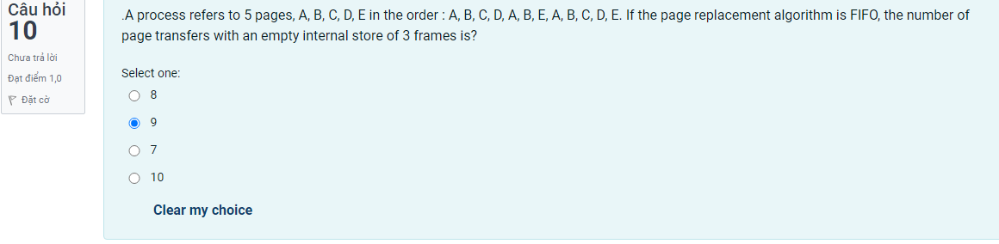 Câu hỏi
10
Chưa trả lời
Đạt điểm 1,0
Đặt cờ
.A process refers to 5 pages, A, B, C, D, E in the order : A, B, C, D, A, B, E, A, B, C, D, E. If the page replacement algorithm is FIFO, the number of
page transfers with an empty internal store of 3 frames is?
Select one:
8
9
7
10
Clear my choice